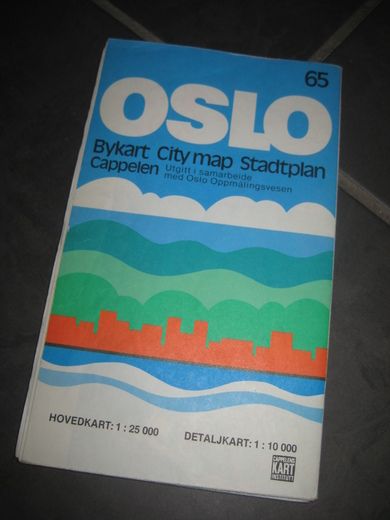 65
OSLO
Bykart City map Stadtplan
Cappelen Utgitt i samarbeide
med Oslo Oppmålingsvesen
HOVEDKART: 1 : 25 000
DETALJKART: 1 : 10 000
CAPPELENS
KART
INSTITUTT